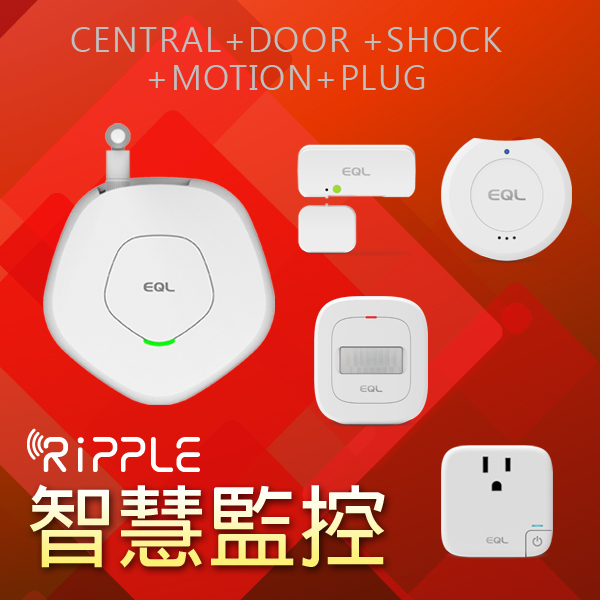 CENTRAL+DOOR +SHOCK
+MOTION+PLUG
EQL
EQL
EQL
EQL
EQL
RiPPLE
智慧監控